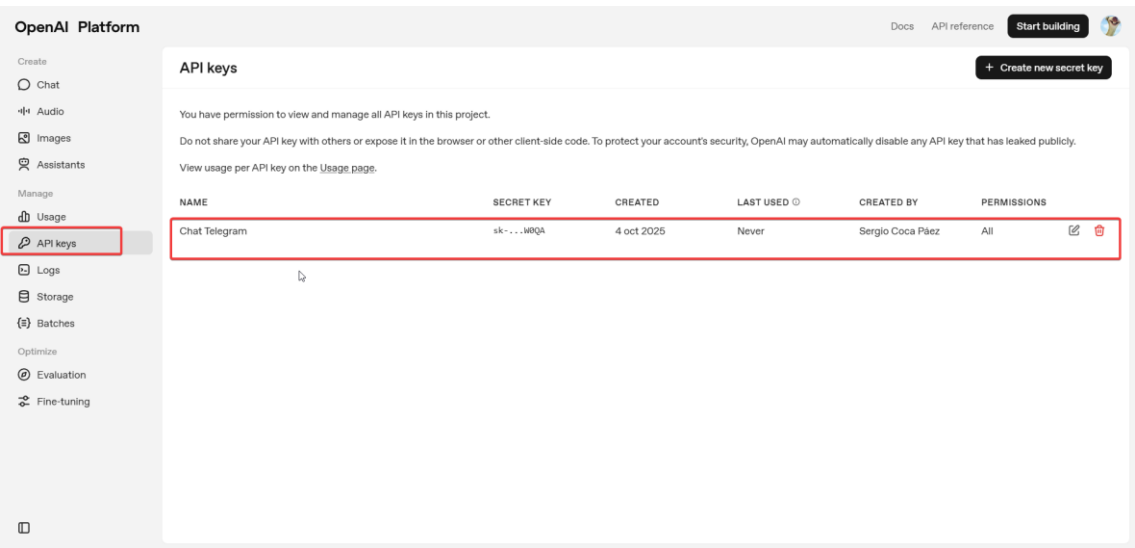 OpenAI Platform
Docs API reference Start building
Create
Chat
Audio
Images
Assistants
Manage
Usage
API keys
Logs
Storage
Batches
Optimize
Evaluation
Fine-tuning
API keys
+ Create new secret key
You have permission to view and manage all API keys in this project.
Do not share your API key with others or expose it in the browser or other client-side code. To protect your account's security, OpenAI may automatically disable any API key that has leaked publicly.
View usage per API key on the Usage page.
NAME SECRET KEY CREATED LAST USED CREATED BY PERMISSIONS
Chat Telegram sk-...W0QA 4 oct 2025 Never Sergio Coca Páez All